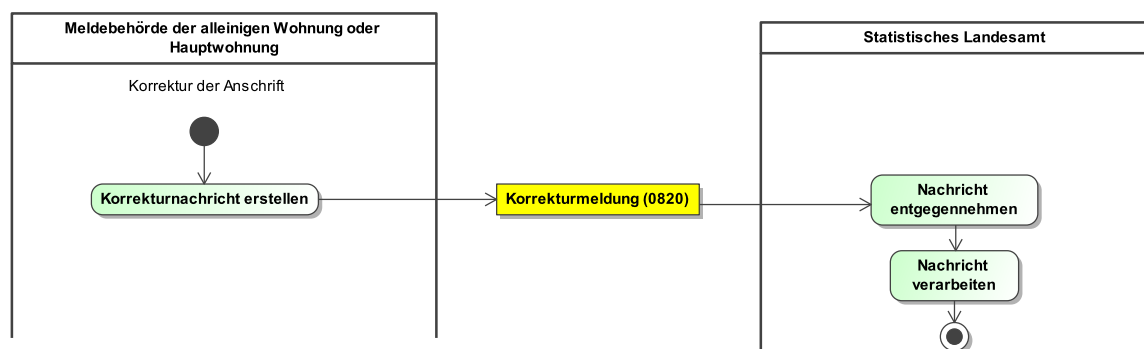 Meldebehörde der alleinigen Wohnung oder
Hauptwohnung
Korrektur der Anschrift
Korrekturnachricht erstellen
Korrekturmeldung (0820)
Statistisches Landesamt
Nachricht
entgegennehmen
Nachricht
verarbeiten